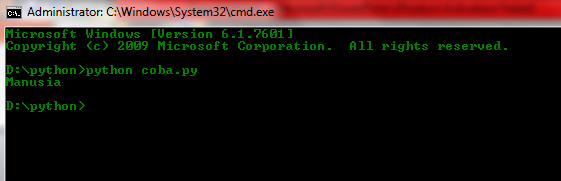 Administrator: C:\Windows\System32\cmd.exe
Microsoft Windows [Version 6.1.7601]
Copyright (c) 2009 Microsoft Corporation.  All rights reserved.
D:\python>python coba.py
Manusia
D:\python>